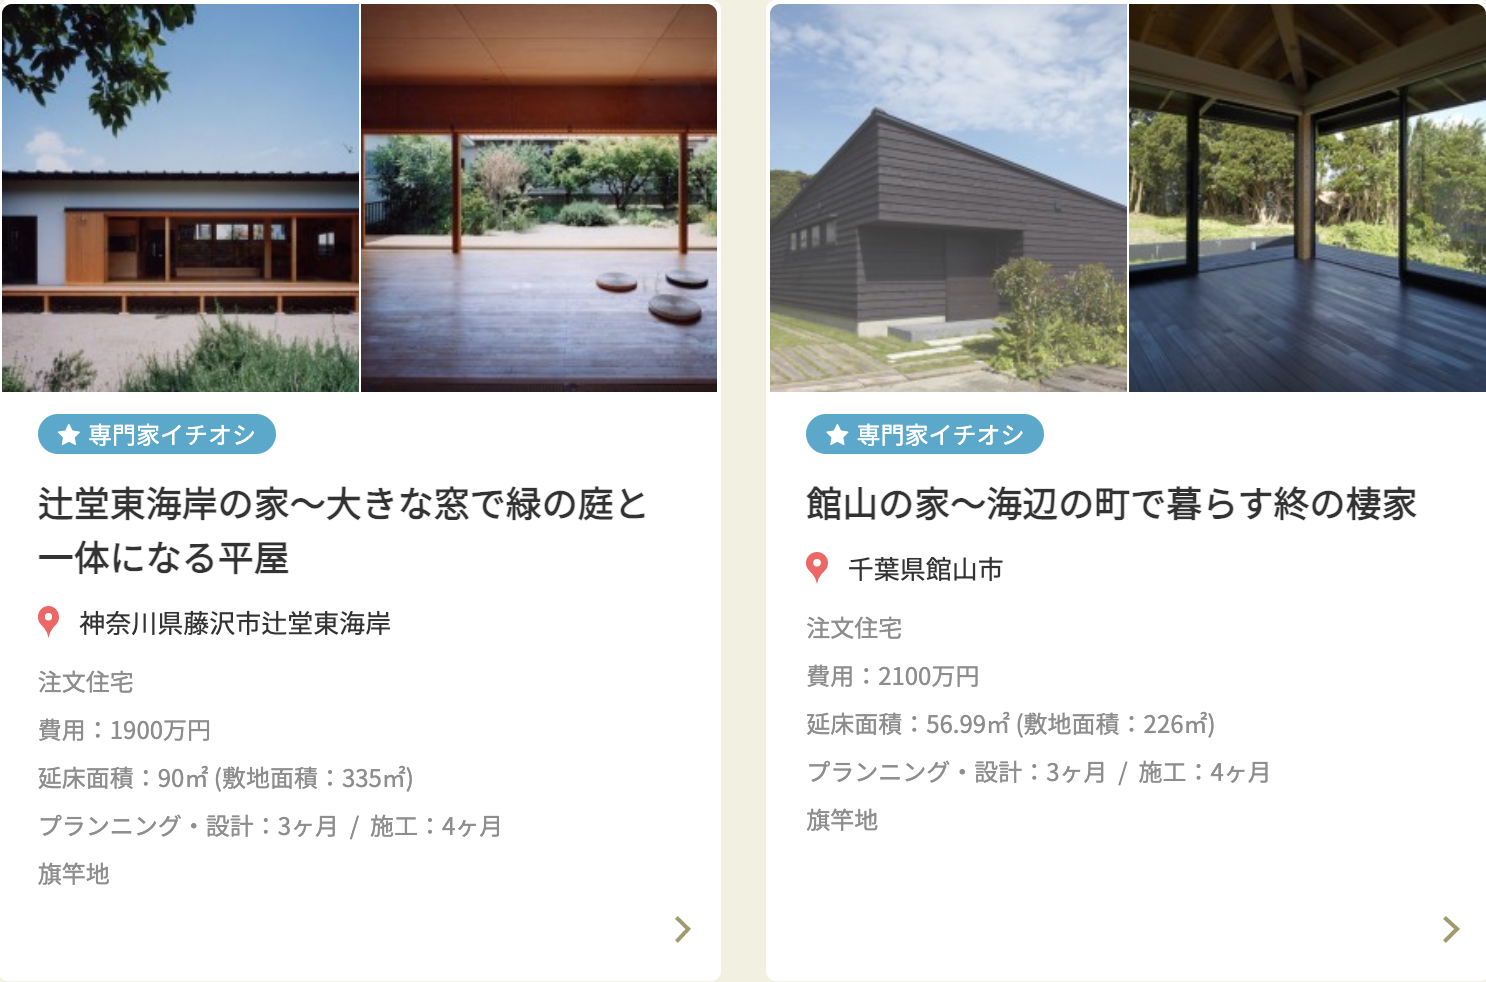 専門家イチオシ
辻堂東海岸の家〜大きな窓で緑の庭と
一体になる平屋
神奈川県藤沢市辻堂東海岸
注文住宅
費用：1900万円
延床面積：90㎡ (敷地面積：335㎡)
プランニング・設計：3ヶ月 / 施工：4ヶ月
旗竿地
専門家イチオシ
館山の家〜海辺の町で暮らす終の棲家
千葉県館山市
注文住宅
費用：2100万円
延床面積：56.99㎡ (敷地面積：226㎡)
プランニング・設計：3ヶ月 / 施工：4ヶ月
旗竿地